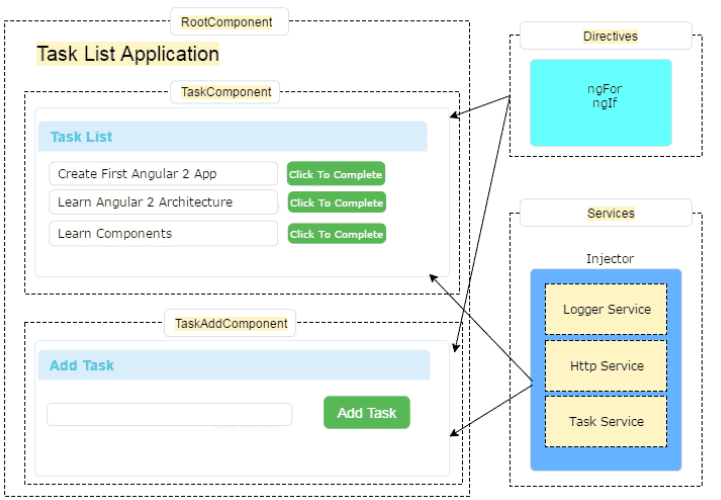 RootComponent
Task List Application
TaskComponent
Task List
Create First Angular 2 App
Click To Complete
Learn Angular 2 Architecture
Click To Complete
Learn Components
Click To Complete
TaskAddComponent
Add Task
Add Task
Directives
ngFor
ngIf
Services
Injector
Logger Service
Http Service
Task Service